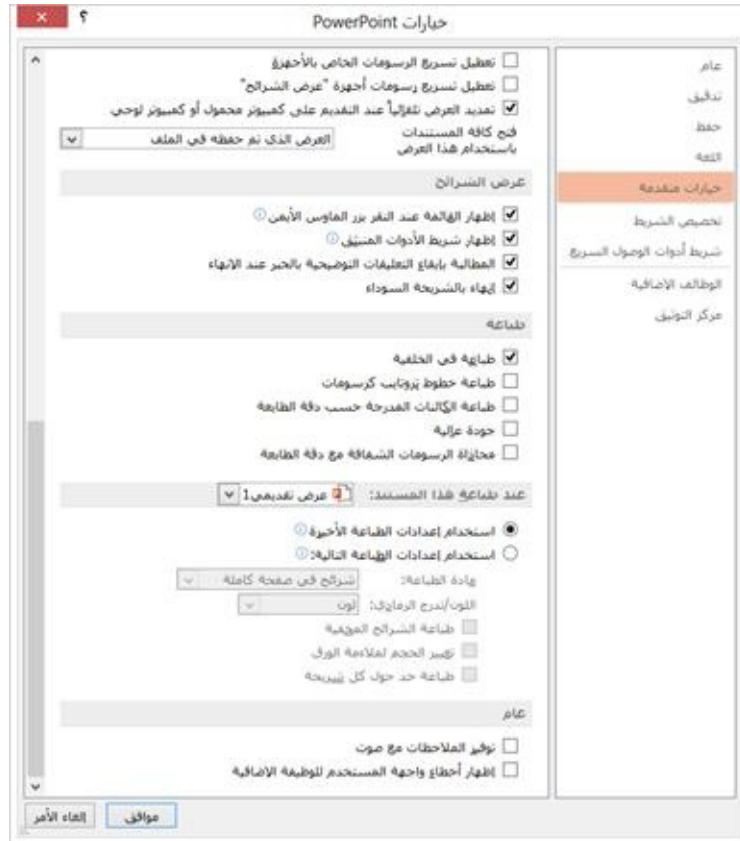 خيارات PowerPoint
؟
عام
تدقيق
حفظ
اللغة
خيارات متقدمة
تخصيص الشريط
شريط أدوات الوصول السريع
الوظائف الإضافية
مركز التوثيق
تعطيل تسريع الرسومات الخاص بالأجهزة
تعطيل تسريع رسومات أجهزة "عرض الشرائح"
تمديد العرض تلقائياً عند التقديم على كمبيوتر محمول أو كمبيوتر لوحي
فتح كافة المستندات
باستخدام هذا العرض
العرض الذي تم حفظه في الملف
عرض الشرائح
إظهار القائمة عند النقر بزر الماوس الأيمن
إظهار شريط الأدوات المنبثق
المطالبة بإبقاء التعليقات التوضيحية بالحبر عند الإنهاء
إنهاء بالشريحة السوداء
طباعة
طباعة في الخلفية
طباعة خطوط تروتايب كرسومات
طباعة الكائنات المدرجة حسب دقة الطابعة
جودة عالية
محاذاة الرسومات الشفافة مع دقة الطابعة
عند طباعة هذا المستند: عرض تقديمي1
استخدام إعدادات الطباعة الأخيرة
استخدام إعدادات الطباعة التالية:
مادة الطباعة: شرائح في صفحة كاملة
اللون/تدرج الرمادي: لون
طباعة الشرائح المخفية
تغيير الحجم لملاءمة الورق
طباعة حد حول كل شريحة
عام
توفير الملاحظات مع صوت
إظهار أخطاء واجهة المستخدم للوظيفة الإضافية
موافق
إلغاء الأمر